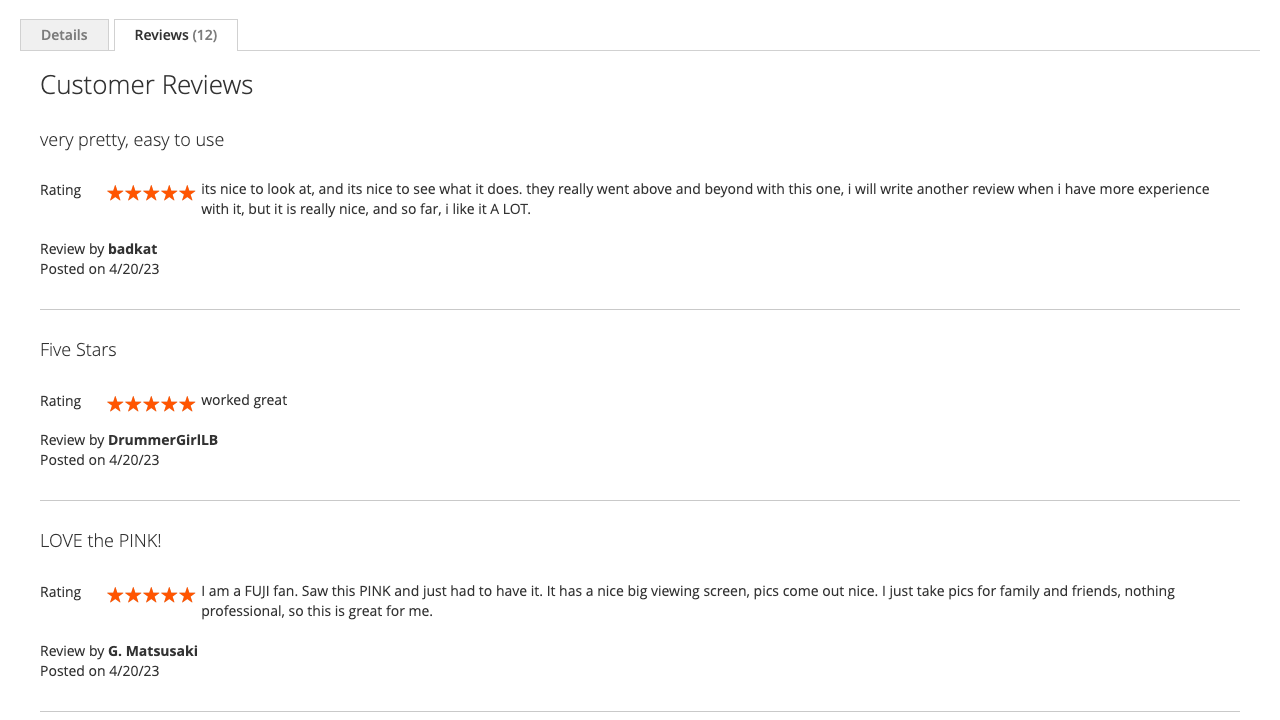 Details
Reviews (12)
Customer Reviews
very pretty, easy to use
Rating
its nice to look at, and its nice to see what it does. they really went above and beyond with this one, i will write another review when i have more experience
with it, but it is really nice, and so far, i like it A LOT.
Review by badkat
Posted on 4/20/23
Five Stars
Rating
worked great
Review by DrummerGirlLB
Posted on 4/20/23
LOVE the PINK!
Rating
I am a FUJI fan. Saw this PINK and just had to have it. It has a nice big viewing screen, pics come out nice. I just take pics for family and friends, nothing
professional, so this is great for me.
Review by G. Matsusaki
Posted on 4/20/23